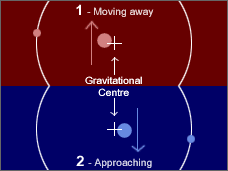 1 - Moving away
Gravitational
Centre
2 - Approaching